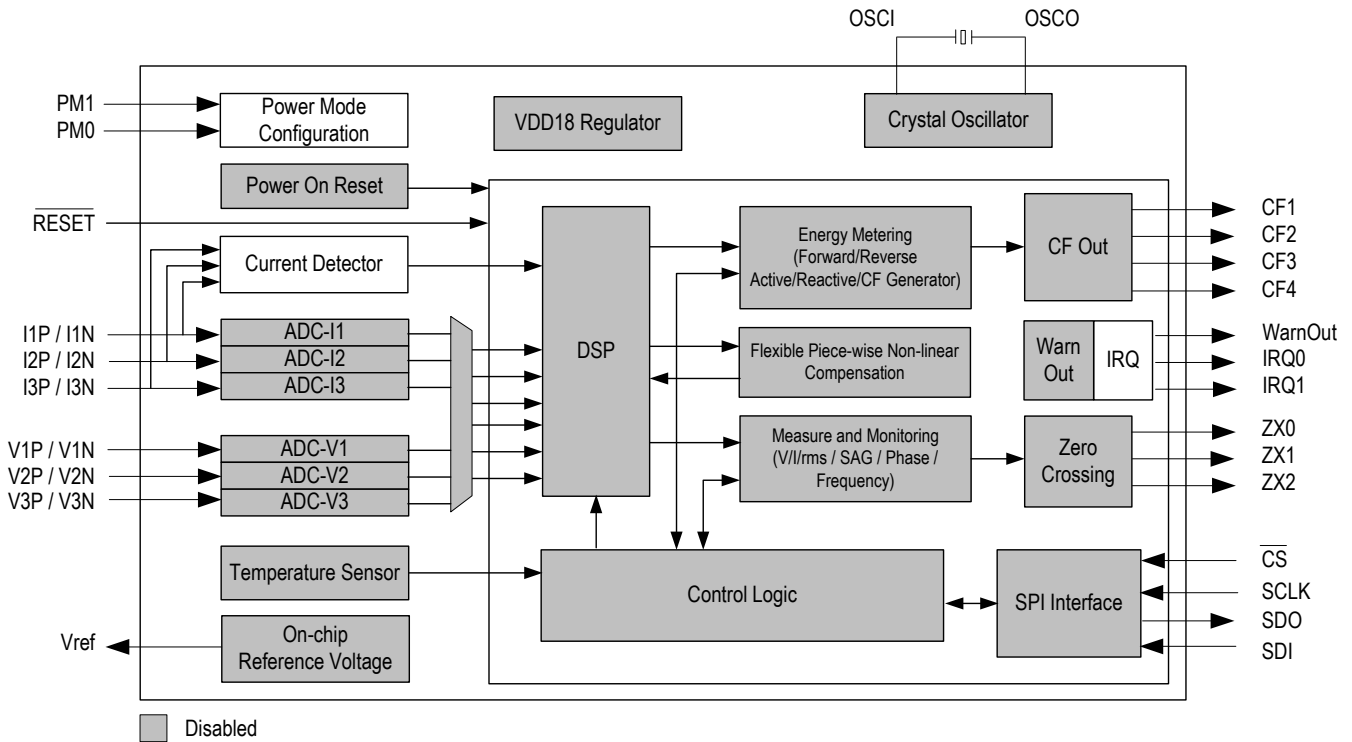 OSCI
OSCO
PM1
PM0
Power Mode
Configuration
VDD18 Regulator
Crystal Oscillator
Power On Reset
RESET
Current Detector
I1P / I1N
I2P / I2N
I3P / I3N
ADC-I1
ADC-I2
ADC-I3
V1P / V1N
V2P / V2N
V3P / V3N
ADC-V1
ADC-V2
ADC-V3
Temperature Sensor
Vref
On-chip
Reference Voltage
DSP
Energy Metering
(Forward/Reverse
Active/Reactive/CF Generator)
Flexible Piece-wise Non-linear
Compensation
Measure and Monitoring
(V/I/rms / SAG / Phase /
Frequency)
Control Logic
CF Out
CF1
CF2
CF3
CF4
Warn
Out
IRQ
WarnOut
IRQ0
IRQ1
Zero
Crossing
ZX0
ZX1
ZX2
SPI Interface
CS
SCLK
SDO
SDI
Disabled